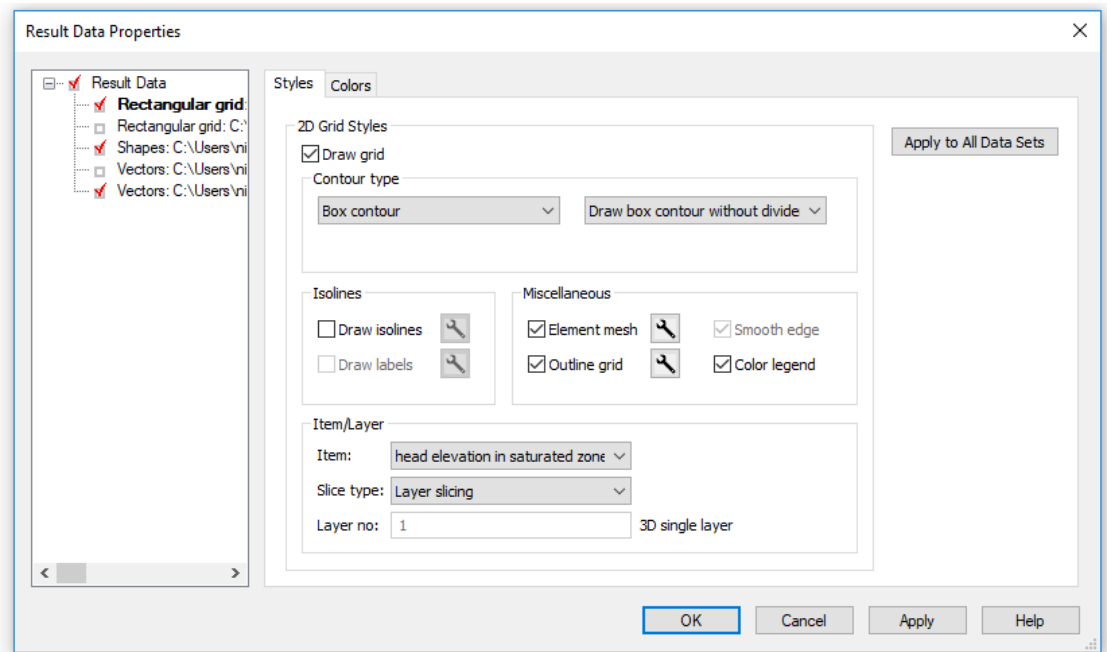 Result Data Properties
Result Data
Rectangular grid:
Rectangular grid: C:\
Shapes: C:\Users\ni
Vectors: C:\Users\ni
Vectors: C:\Users\ni
Styles Colors
2D Grid Styles
Draw grid
Apply to All Data Sets
Contour type
Box contour Draw box contour without divide
Isolines Miscellaneous
Draw isolines Element mesh Smooth edge
Draw labels Outline grid Color legend
Item/Layer
Item: head elevation in saturated zone
Slice type: Layer slicing
Layer no: 1 3D single layer
OK Cancel Apply Help